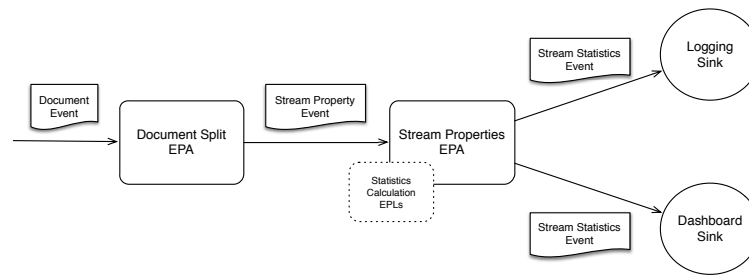 Document
Event
Document Split
EPA
Stream Property
Event
Stream Properties
EPA
Statistics
Calculation
EPLs
Stream Statistics
Event
Logging
Sink
Stream Statistics
Event
Dashboard
Sink